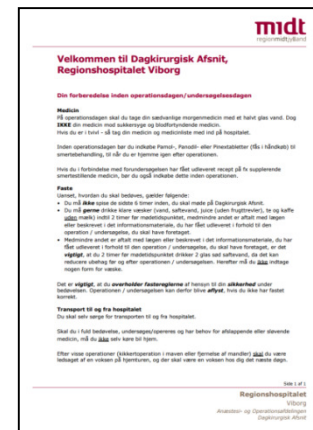 midt
regionmidtjylland
Velkommen til Dagkirurgisk Afsnit,
Regionshospitalet Viborg
Din forberedelse inden operationsdagen/undersøgelsesdagen
Medicin
På operationsdagen skal du tage din sædvanlige morgenmedicin med et halvt glas vand. Dog
IKKE din medicin mod sukkersyge og blodfortyndende medicin.
Hvis du er i tvivl - så tag din medicin og medicinliste med ind på hospitalet.
Inden operationsdagen bør du indkøbe Pamol-, Panodil- eller Pinextabletter (fås i håndkøb) til
smertebehandling, til når du er hjemme igen efter operationen.
Hvis du i forbindelse med forundersøgelsen har fået udleveret recept på fx supplerende
smertestillende medicin, bør du også indkøbe dette inden operationen.
Faste
Uanset, hvordan du skal bedøves, gælder følgende:
• Du må ikke spise de sidste 6 timer inden, du skal møde på Dagkirurgisk Afsnit.
• Du må gerne drikke klare væsker (vand, saftevand, juice (uden frugttrevler), te og kaffe
uden mælk) indtil 2 timer før mødetidspunktet, medmindre andet er aftalt med lægen
eller beskrevet i det informationsmateriale, du har fået udleveret i forhold til den
operation / undersøgelse, du skal have foretaget.
• Medmindre andet er aftalt med lægen eller beskrevet i det informationsmateriale, du har
fået udleveret i forhold til den operation / undersøgelse, du skal have foretaget, er det
vigtigt, at du 2 timer før mødetidspunktet drikker 2 glas sød saftevand, da det kan
reducere ubehag før og efter operationen / undersøgelsen. Herefter må du ikke indtage
nogen form for væske.
Det er vigtigt, at du overholder fastereglerne af hensyn til din sikkerhed under
bedøvelsen. Operationen / undersøgelsen kan derfor blive aflyst, hvis du ikke har fastet
korrekt.
Transport til og fra hospitalet
Du skal selv sørge for transporten til og fra hospitalet.
Skal du i fuld bedøvelse, undersøges/opereres og har behov for afslappende eller sløvende
medicin, må du ikke selv køre bil hjem.
Efter visse operationer (kikkertoperation i maven eller fjernelse af mandler) skal du være
ledsaget af en voksen på hjemturen, og der skal være en voksen hos dig det næste døgn.
Side 1 af 1
Regionshospitalet
Viborg
Anæstesi- og Operationsafdelingen
Dagkirurgisk Afsnit